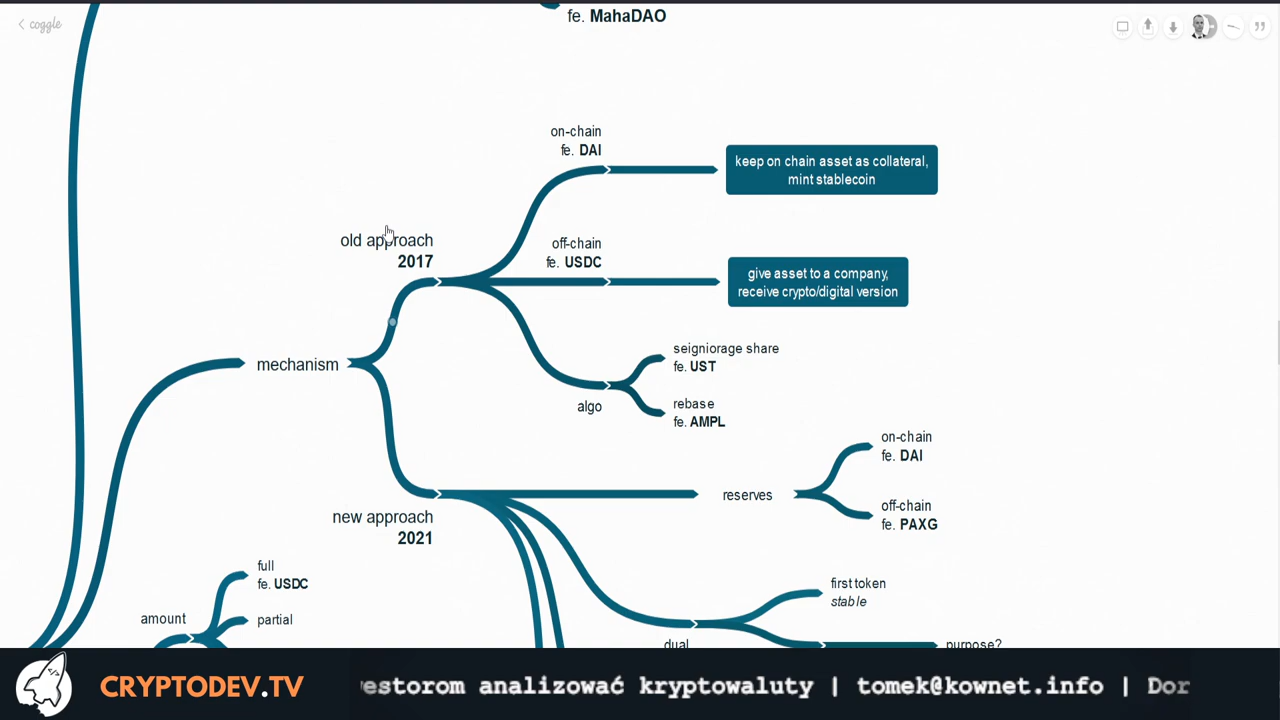 coggle
fe. MahaDAO
on-chain
fe. DAI
keep on chain asset as collateral,
mint stablecoin
old approach
2017
off-chain
fe. USDC
give asset to a company,
receive crypto/digital version
seigniorage share
fe. UST
mechanism
algo
rebase
fe. AMPL
on-chain
fe. DAI
reserves
off-chain
fe. PAXG
new approach
2021
full
fe. USDC
first token
stable
amount
partial
dual
purpose?
CRYPTODEV.TV
estorom analizować kryptowaluty | tomek@kownet.info | Dor